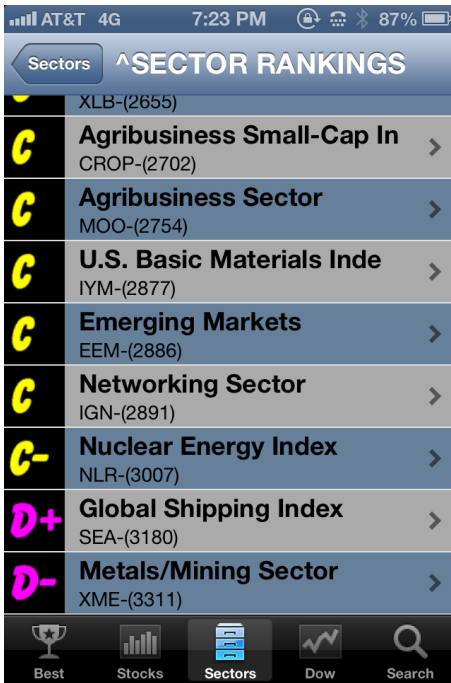 AT&T 4G 7:23 PM 87%
Sectors ^SECTOR RANKINGS
C XLB-(2655)
C Agribusiness Small-Cap In
CROP-(2702)
C Agribusiness Sector
MOO-(2754)
C U.S. Basic Materials Inde
IYM-(2877)
C Emerging Markets
EEM-(2886)
C Networking Sector
IGN-(2891)
C- Nuclear Energy Index
NLR-(3007)
D+ Global Shipping Index
SEA-(3180)
D- Metals/Mining Sector
XME-(3311)
Best Stocks Sectors Dow Search